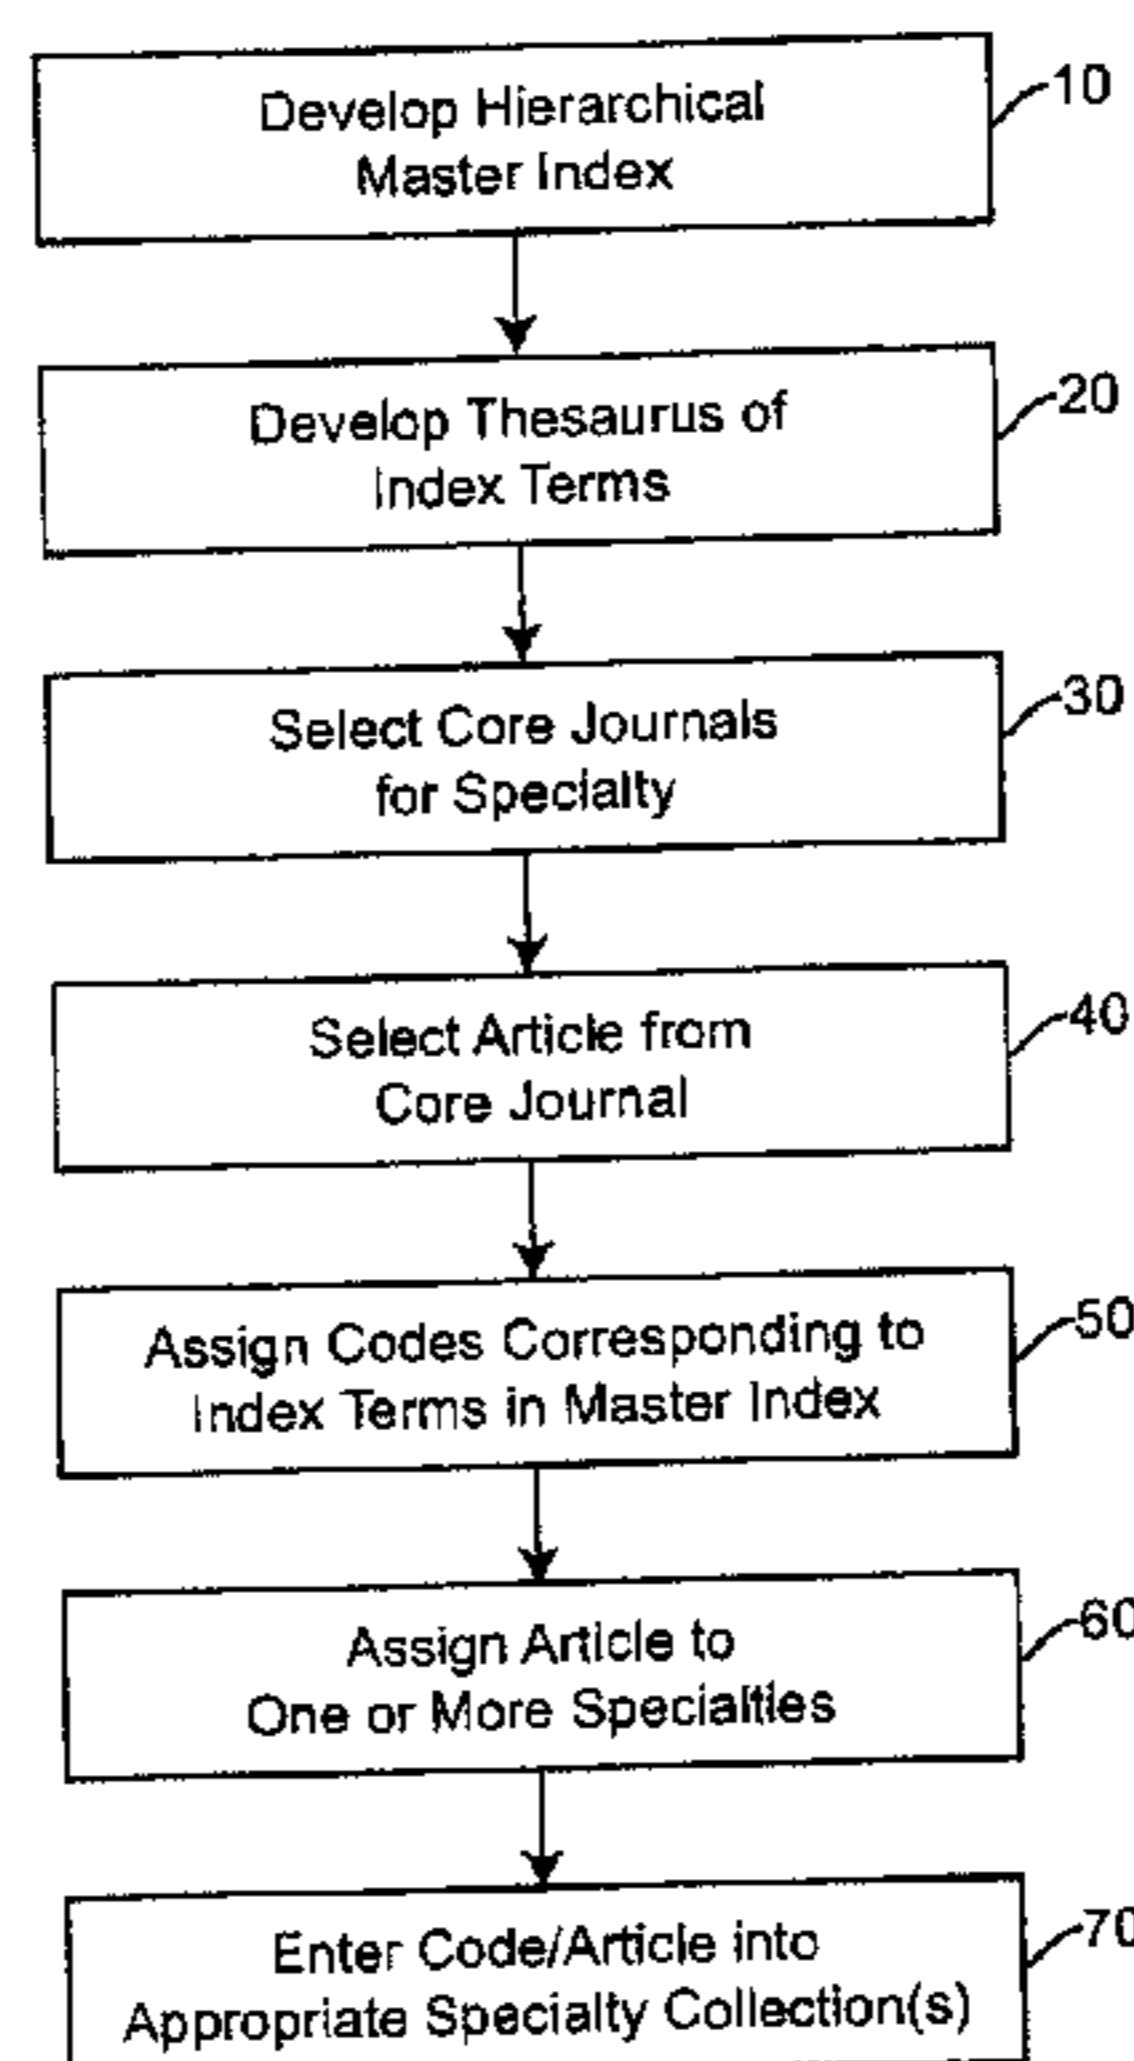 Develop Hierarchical
Master Index
10
Develop Thesaurus of
Index Terms
20
Select Core Journals
for Specialty
30
Select Article from
Core Journal
40
Assign Codes Corresponding to
Index Terms in Master Index
50
Assign Article to
One or More Specialties
60
Enter Code/Article into
Appropriate Specialty Collection(s)
70